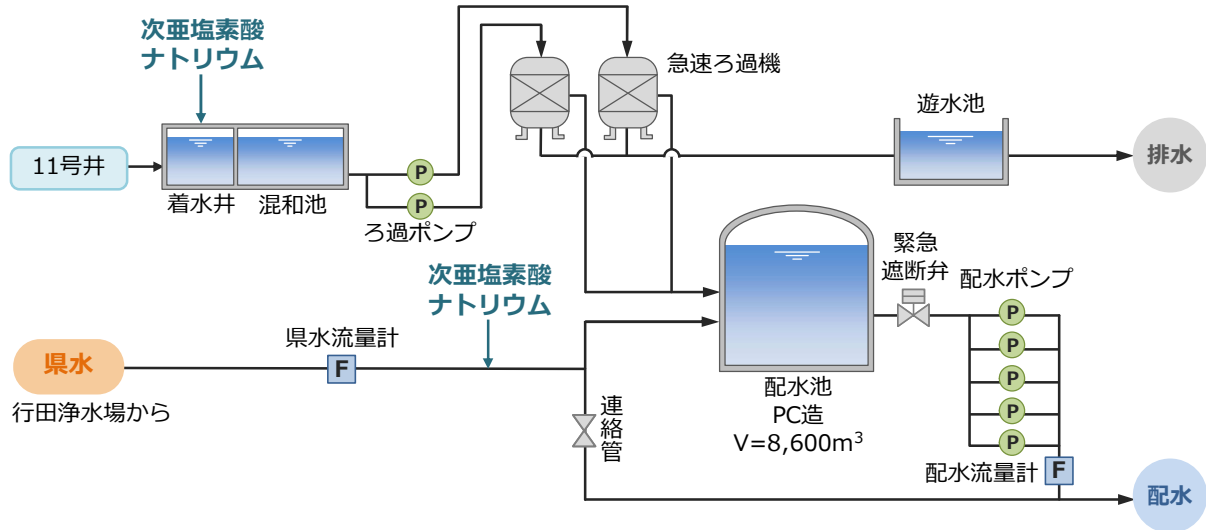 次亜塩素酸
ナトリウム
急速ろ過機
遊水池
11号井
排水
P
P
着水井
混和池
ろ過ポンプ
緊急
遮断弁
配水ポンプ
次亜塩素酸
ナトリウム
県水流量計
県水
F
行田浄水場から
P
P
P
P
P
配水池
PC造
V=8,600m³
連絡管
配水流量計
F
配水